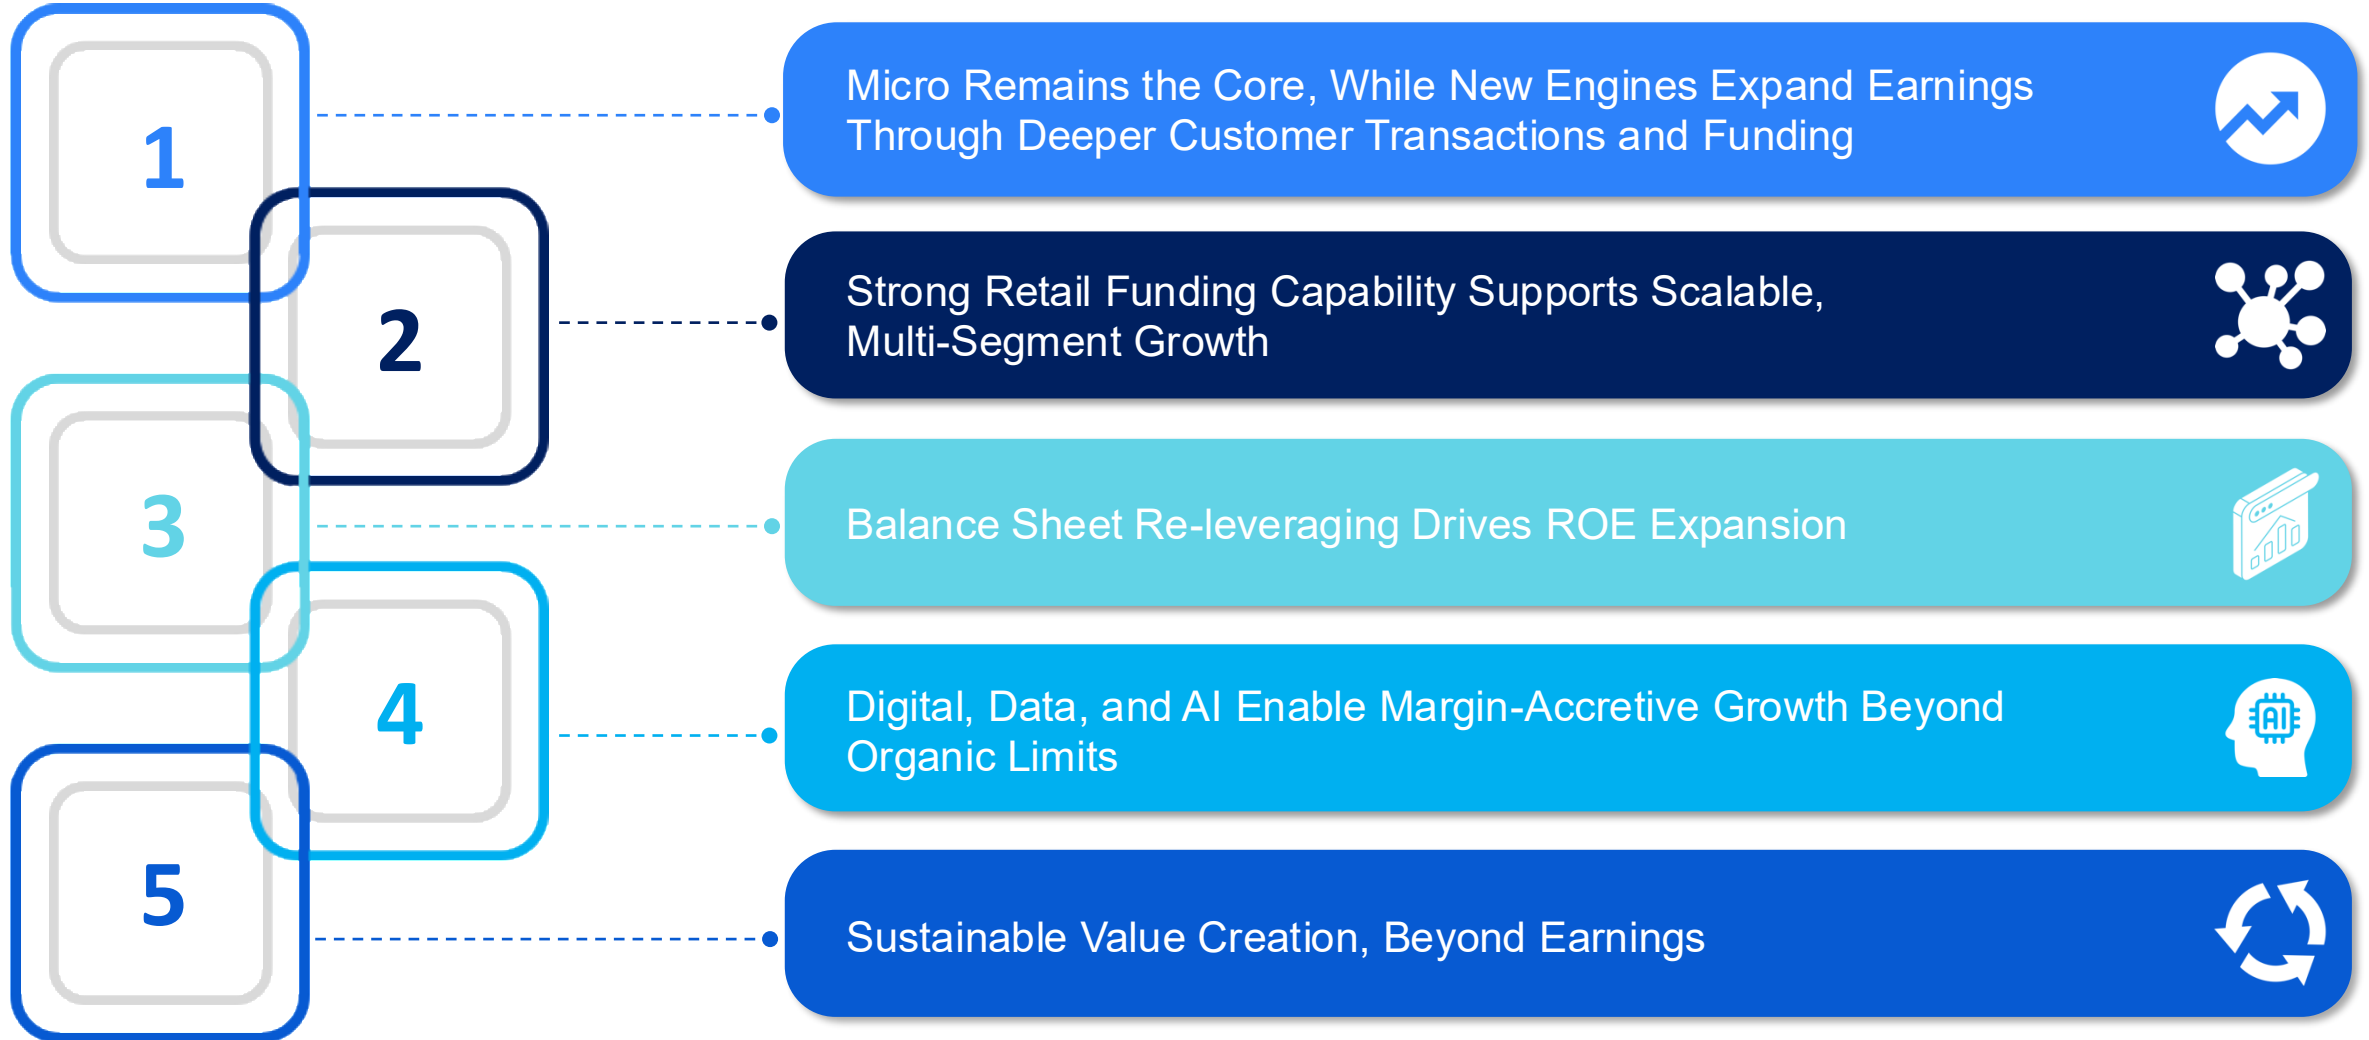 1
Micro Remains the Core, While New Engines Expand Earnings
Through Deeper Customer Transactions and Funding
2
Strong Retail Funding Capability Supports Scalable,
Multi-Segment Growth
3
Balance Sheet Re-leveraging Drives ROE Expansion
4
Digital, Data, and AI Enable Margin-Accretive Growth Beyond
Organic Limits
AI
5
Sustainable Value Creation, Beyond Earnings